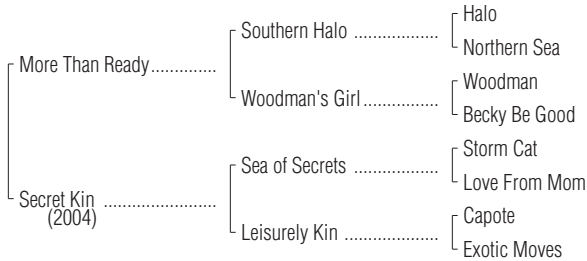 Halo
Southern Halo ..................
Northern Sea
More Than Ready..............
Woodman
Woodman's Girl ................
Becky Be Good
Storm Cat
Sea of Secrets ..................
Love From Mom
Secret Kin ........................
(2004)
Capote
Leisurely Kin ....................
Exotic Moves